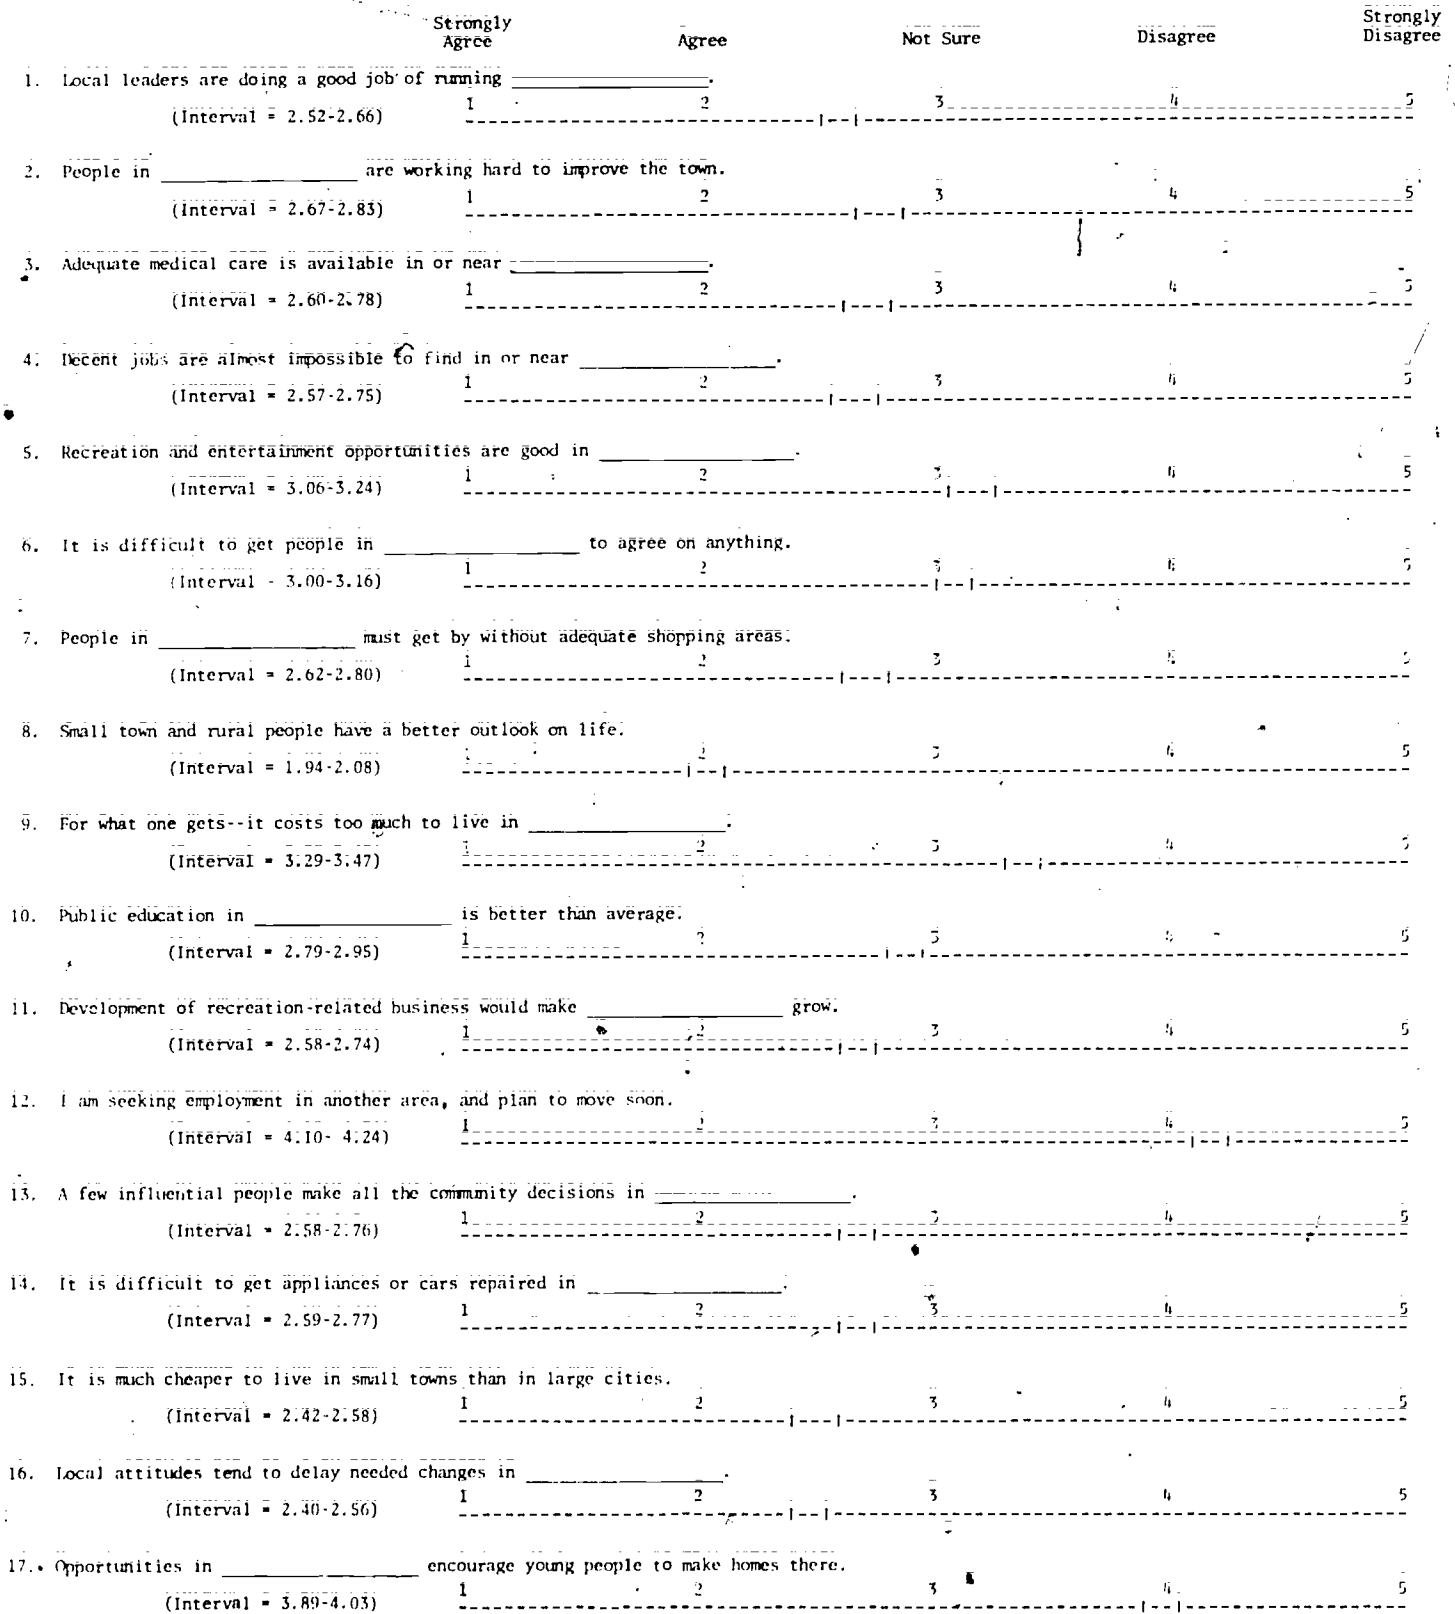 Strongly Agree Agree Not Sure Disagree Strongly Disagree
1. Local leaders are doing a good job of running ____________.
1 2 3 4 5
(Interval = 2.52-2.66)
2. People in ____________ are working hard to improve the town.
1 2 3 4 5
(Interval = 2.67-2.83)
3. Adequate medical care is available in or near ____________.
1 2 3 4 5
(Interval = 2.60-2.78)
4. Decent jobs are almost impossible to find in or near ____________.
1 2 3 4 5
(Interval = 2.57-2.75)
5. Recreation and entertainment opportunities are good in ____________.
1 2 3 4 5
(Interval = 3.06-3.24)
6. It is difficult to get people in ____________ to agree on anything.
1 2 3 4 5
(Interval - 3.00-3.16)
7. People in ____________ must get by without adequate shopping areas.
1 2 3 4 5
(Interval = 2.62-2.80)
8. Small town and rural people have a better outlook on life.
1 2 3 4 5
(Interval = 1.94-2.08)
9. For what one gets--it costs too much to live in ____________.
1 2 3 4 5
(Interval = 3.29-3.47)
10. Public education in ____________ is better than average.
1 2 3 4 5
(Interval = 2.79-2.95)
11. Development of recreation-related business would make ____________ grow.
1 2 3 4 5
(Interval = 2.58-2.74)
12. I am seeking employment in another area, and plan to move soon.
1 2 3 4 5
(Interval = 4.10- 4.24)
13. A few influential people make all the community decisions in ____________.
1 2 3 4 5
(Interval = 2.58-2.76)
14. It is difficult to get appliances or cars repaired in ____________.
1 2 3 4 5
(Interval = 2.59-2.77)
15. It is much cheaper to live in small towns than in large cities.
1 2 3 4 5
(Interval = 2.42-2.58)
16. Local attitudes tend to delay needed changes in ____________.
1 2 3 4 5
(Interval = 2.40-2.56)
17. Opportunities in ____________ encourage young people to make homes there.
1 2 3 4 5
(Interval = 3.89-4.03)